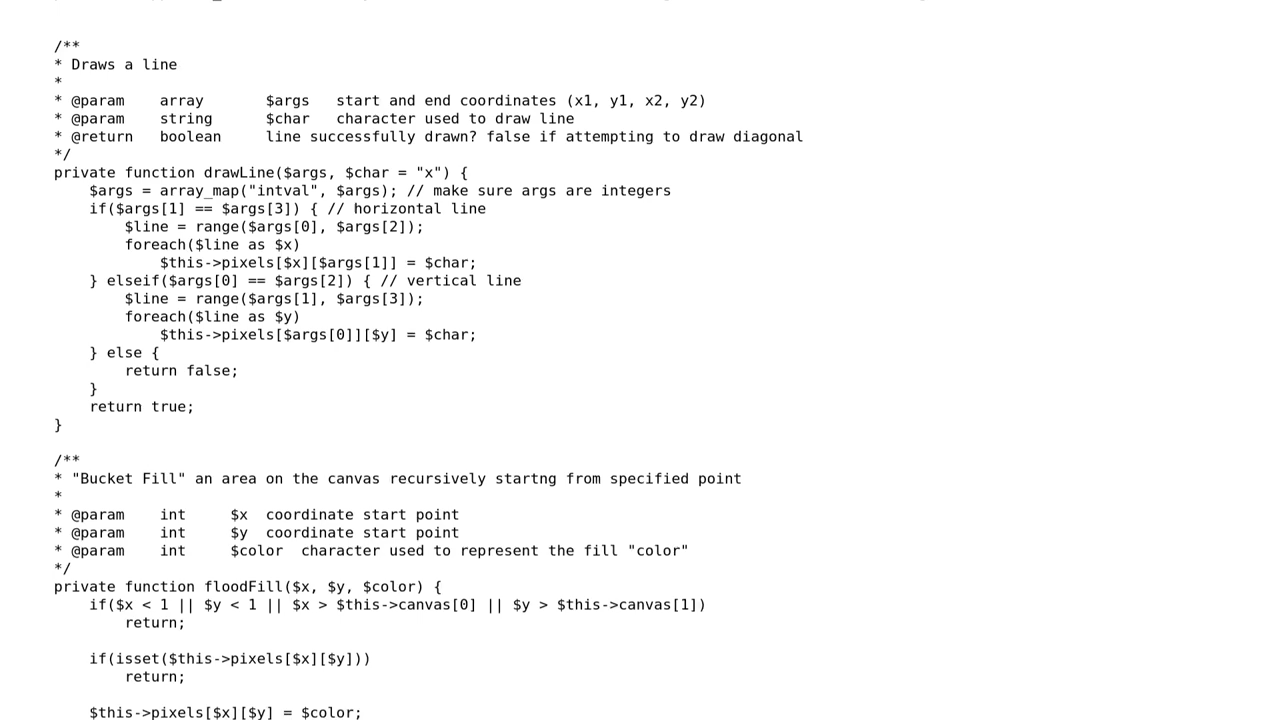 /**
* Draws a line
*
* @param    array       $args   start and end coordinates (x1, y1, x2, y2)
* @param    string      $char   character used to draw line
* @return   boolean     line successfully drawn? false if attempting to draw diagonal
*/
private function drawLine($args, $char = "x") {
    $args = array_map("intval", $args); // make sure args are integers
    if($args[1] == $args[3]) { // horizontal line
        $line = range($args[0], $args[2]);
        foreach($line as $x)
            $this->pixels[$x][$args[1]] = $char;
    } elseif($args[0] == $args[2]) { // vertical line
        $line = range($args[1], $args[3]);
        foreach($line as $y)
            $this->pixels[$args[0]][$y] = $char;
    } else {
        return false;
    }
    return true;
}
/**
* "Bucket Fill" an area on the canvas recursively startng from specified point
*
* @param    int     $x  coordinate start point
* @param    int     $y  coordinate start point
* @param    int     $color  character used to represent the fill "color"
*/
private function floodFill($x, $y, $color) {
    if($x < 1 || $y < 1 || $x > $this->canvas[0] || $y > $this->canvas[1])
        return;
    if(isset($this->pixels[$x][$y]))
        return;
    $this->pixels[$x][$y] = $color;